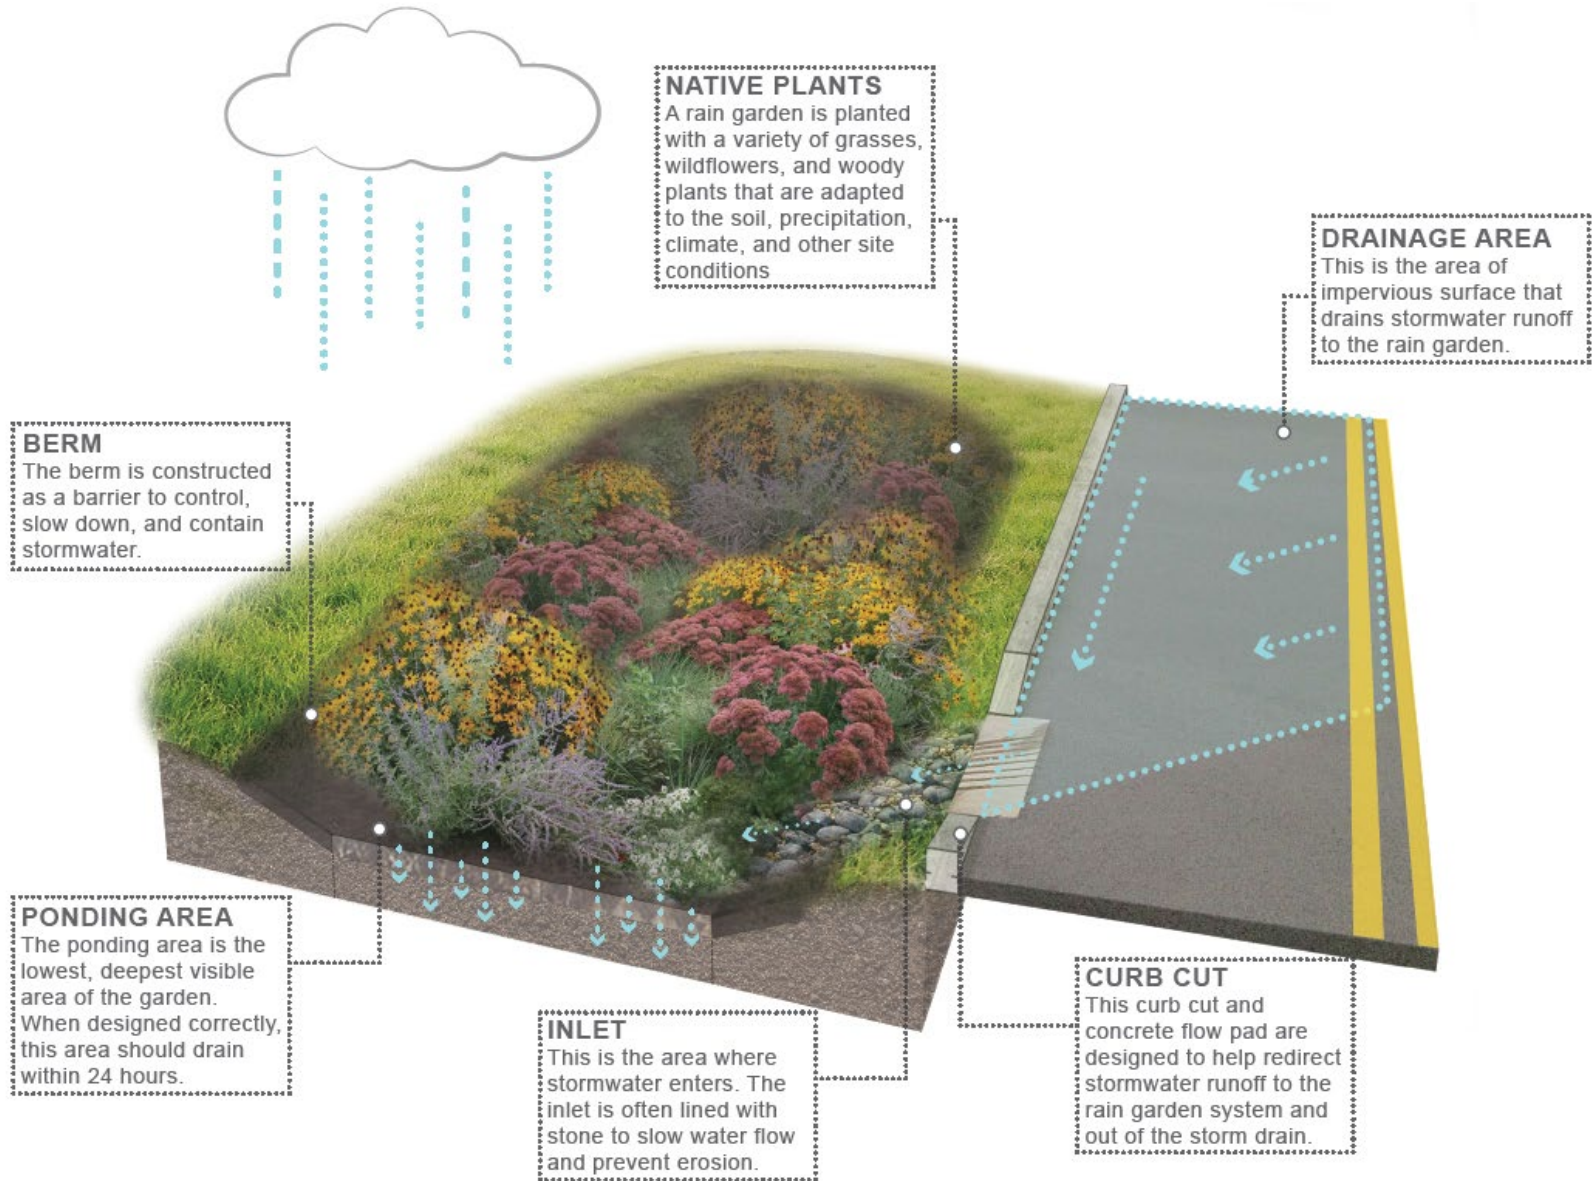 NATIVE PLANTS
A rain garden is planted
with a variety of grasses,
wildflowers, and woody
plants that are adapted
to the soil, precipitation,
climate, and other site
conditions
DRAINAGE AREA
This is the area of
impervious surface that
drains stormwater runoff
to the rain garden.
BERM
The berm is constructed
as a barrier to control,
slow down, and contain
stormwater.
PONDING AREA
The ponding area is the
lowest, deepest visible
area of the garden.
When designed correctly,
this area should drain
within 24 hours.
INLET
This is the area where
stormwater enters. The
inlet is often lined with
stone to slow water flow
and prevent erosion.
CURB CUT
This curb cut and
concrete flow pad are
designed to help redirect
stormwater runoff to the
rain garden system and
out of the storm drain.